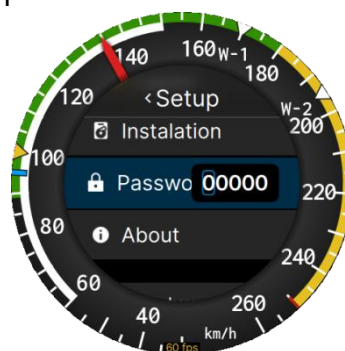 140 160 W-1 180
W-2
120 200
‹Setup
Instalation
100
Passwo 00000
220
80
About
240
60
260
40
km/h
60 fps